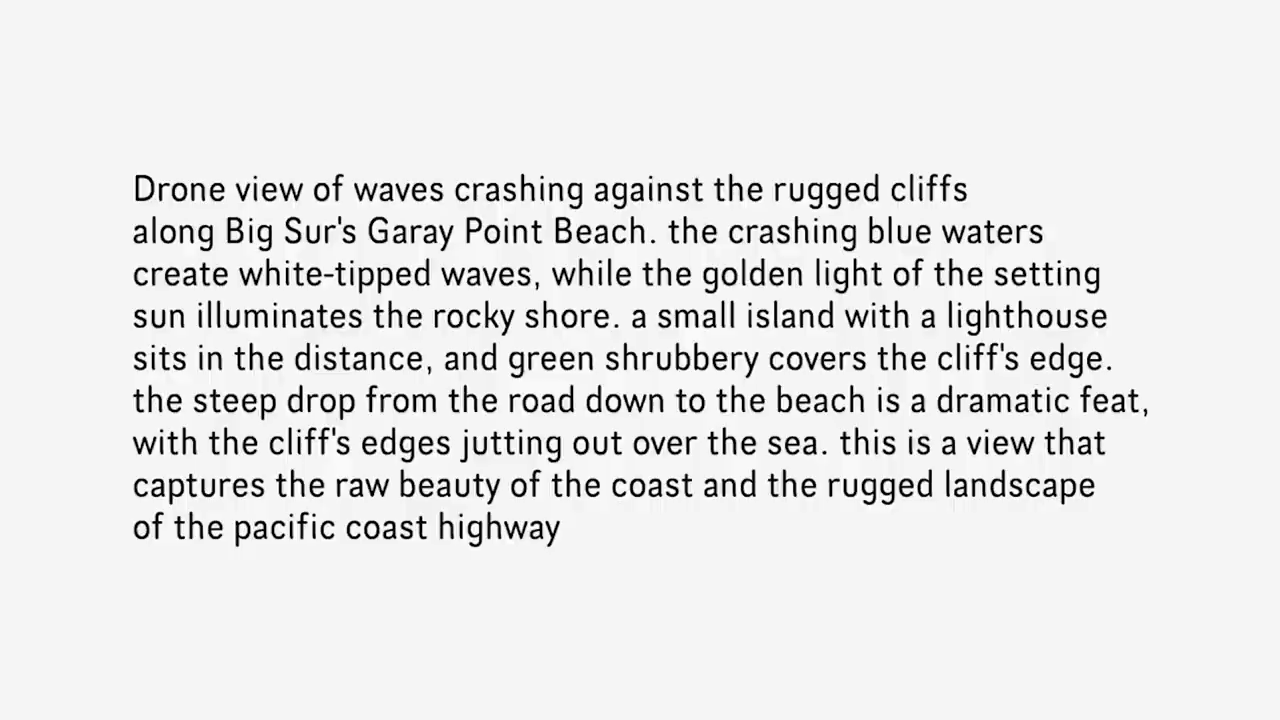 Drone view of waves crashing against the rugged cliffs
along Big Sur's Garay Point Beach. the crashing blue waters
create white-tipped waves, while the golden light of the setting
sun illuminates the rocky shore. a small island with a lighthouse
sits in the distance, and green shrubbery covers the cliff's edge.
the steep drop from the road down to the beach is a dramatic feat,
with the cliff's edges jutting out over the sea. this is a view that
captures the raw beauty of the coast and the rugged landscape
of the pacific coast highway